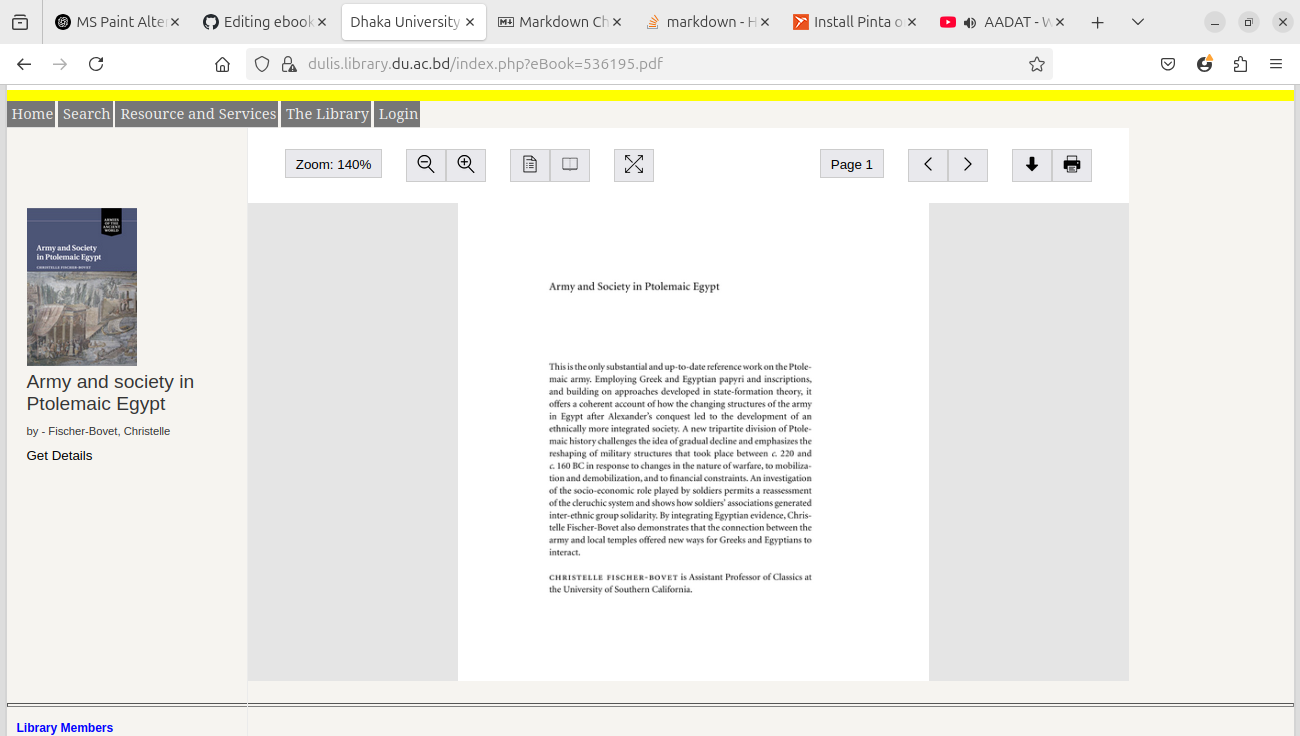 MS Paint Alte
Editing ebook
Dhaka University
Markdown Ch
markdown - H
Install Pinta o
AADAT - W
dulis.library.du.ac.bd/index.php?eBook=536195.pdf
Home
Search
Resource and Services
The Library
Login
Zoom: 140%
Page 1
ARMIES
OF THE
ANCIENT
WORLD
Army and Society
in Ptolemaic Egypt
CHRISTELLE FISCHER-BOVET
Army and society in
Ptolemaic Egypt
by - Fischer-Bovet, Christelle
Get Details
Army and Society in Ptolemaic Egypt
This is the only substantial and up-to-date reference work on the Ptole-
maic army. Employing Greek and Egyptian papyri and inscriptions,
and building on approaches developed in state-formation theory, it
offers a coherent account of how the changing structures of the army
in Egypt after Alexander's conquest led to the development of an
ethnically more integrated society. A new tripartite division of Ptole-
maic history challenges the idea of gradual decline and emphasizes the
reshaping of military structures that took place between c. 220 and
c. 160 BC in response to changes in the nature of warfare, to mobiliza-
tion and demobilization, and to financial constraints. An investigation
of the socio-economic role played by soldiers permits a reassessment
of the cleruchic system and shows how soldiers' associations generated
inter-ethnic group solidarity. By integrating Egyptian evidence, Chris-
telle Fischer-Bovet also demonstrates that the connection between the
army and local temples offered new ways for Greeks and Egyptians to
interact.
CHRISTELLE FISCHER-BOVET is Assistant Professor of Classics at
the University of Southern California.
Library Members